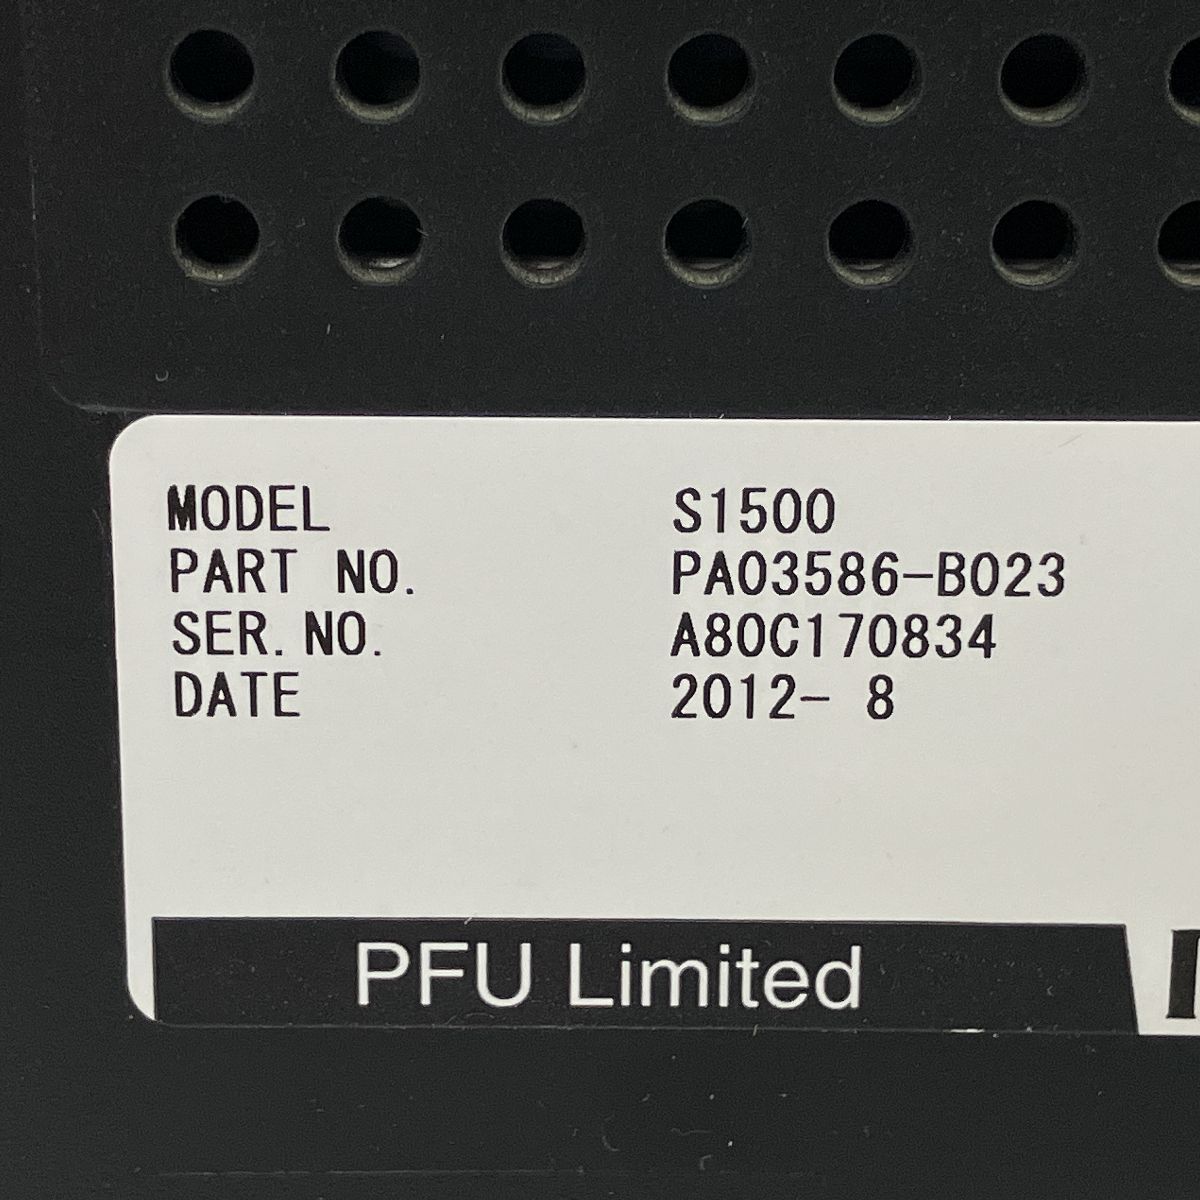 MODEL S1500
PART NO. PA03586-B023
SER. NO. A80C170834
DATE 2012- 8
PFU Limited